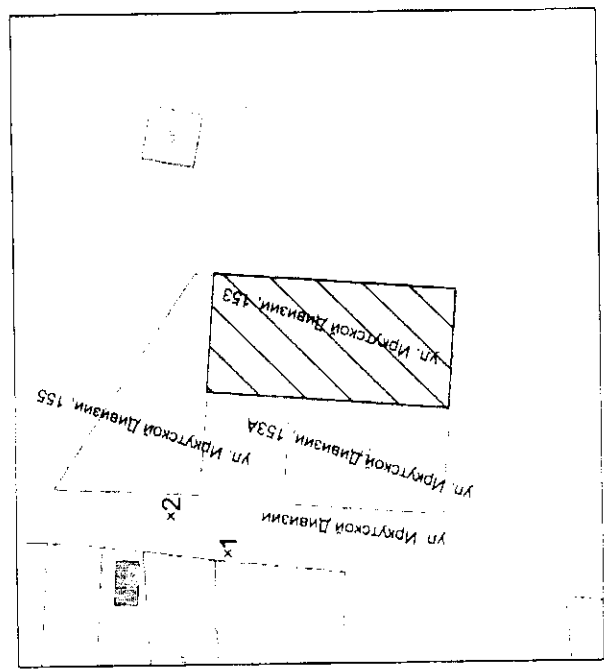 ул. Иркутской Дивизии, 153
ул. Иркутской Дивизии, 155
ул. Иркутской Дивизии, 153А
×2
ул Иркутской Дивизии
×1